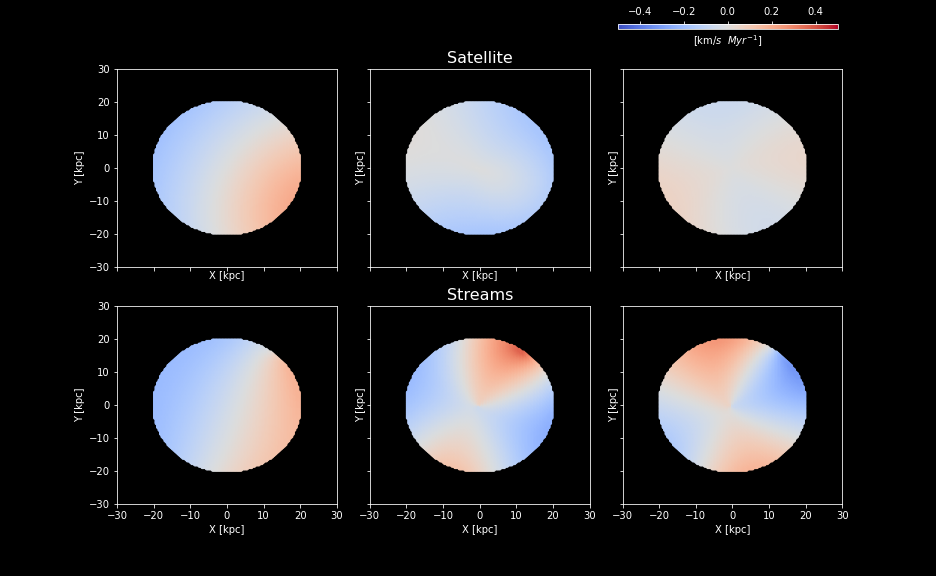 −0.4 −0.2 0.0 0.2 0.4
[km/s Myr⁻¹]
Satellite
30
20
10
0
−10
−20
−30
Y [kpc]
X [kpc]
Y [kpc]
X [kpc]
Y [kpc]
X [kpc]
Streams
30
20
10
0
−10
−20
−30
Y [kpc]
−30 −20 −10 0 10 20 30
X [kpc]
Y [kpc]
−30 −20 −10 0 10 20 30
X [kpc]
Y [kpc]
−30 −20 −10 0 10 20 30
X [kpc]